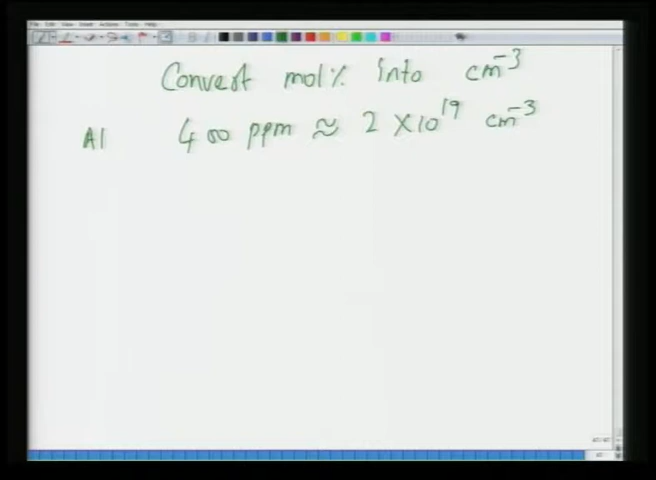 Convert mol% into cm⁻³
Al 400 ppm ≈ 2 ×10¹⁹ cm⁻³